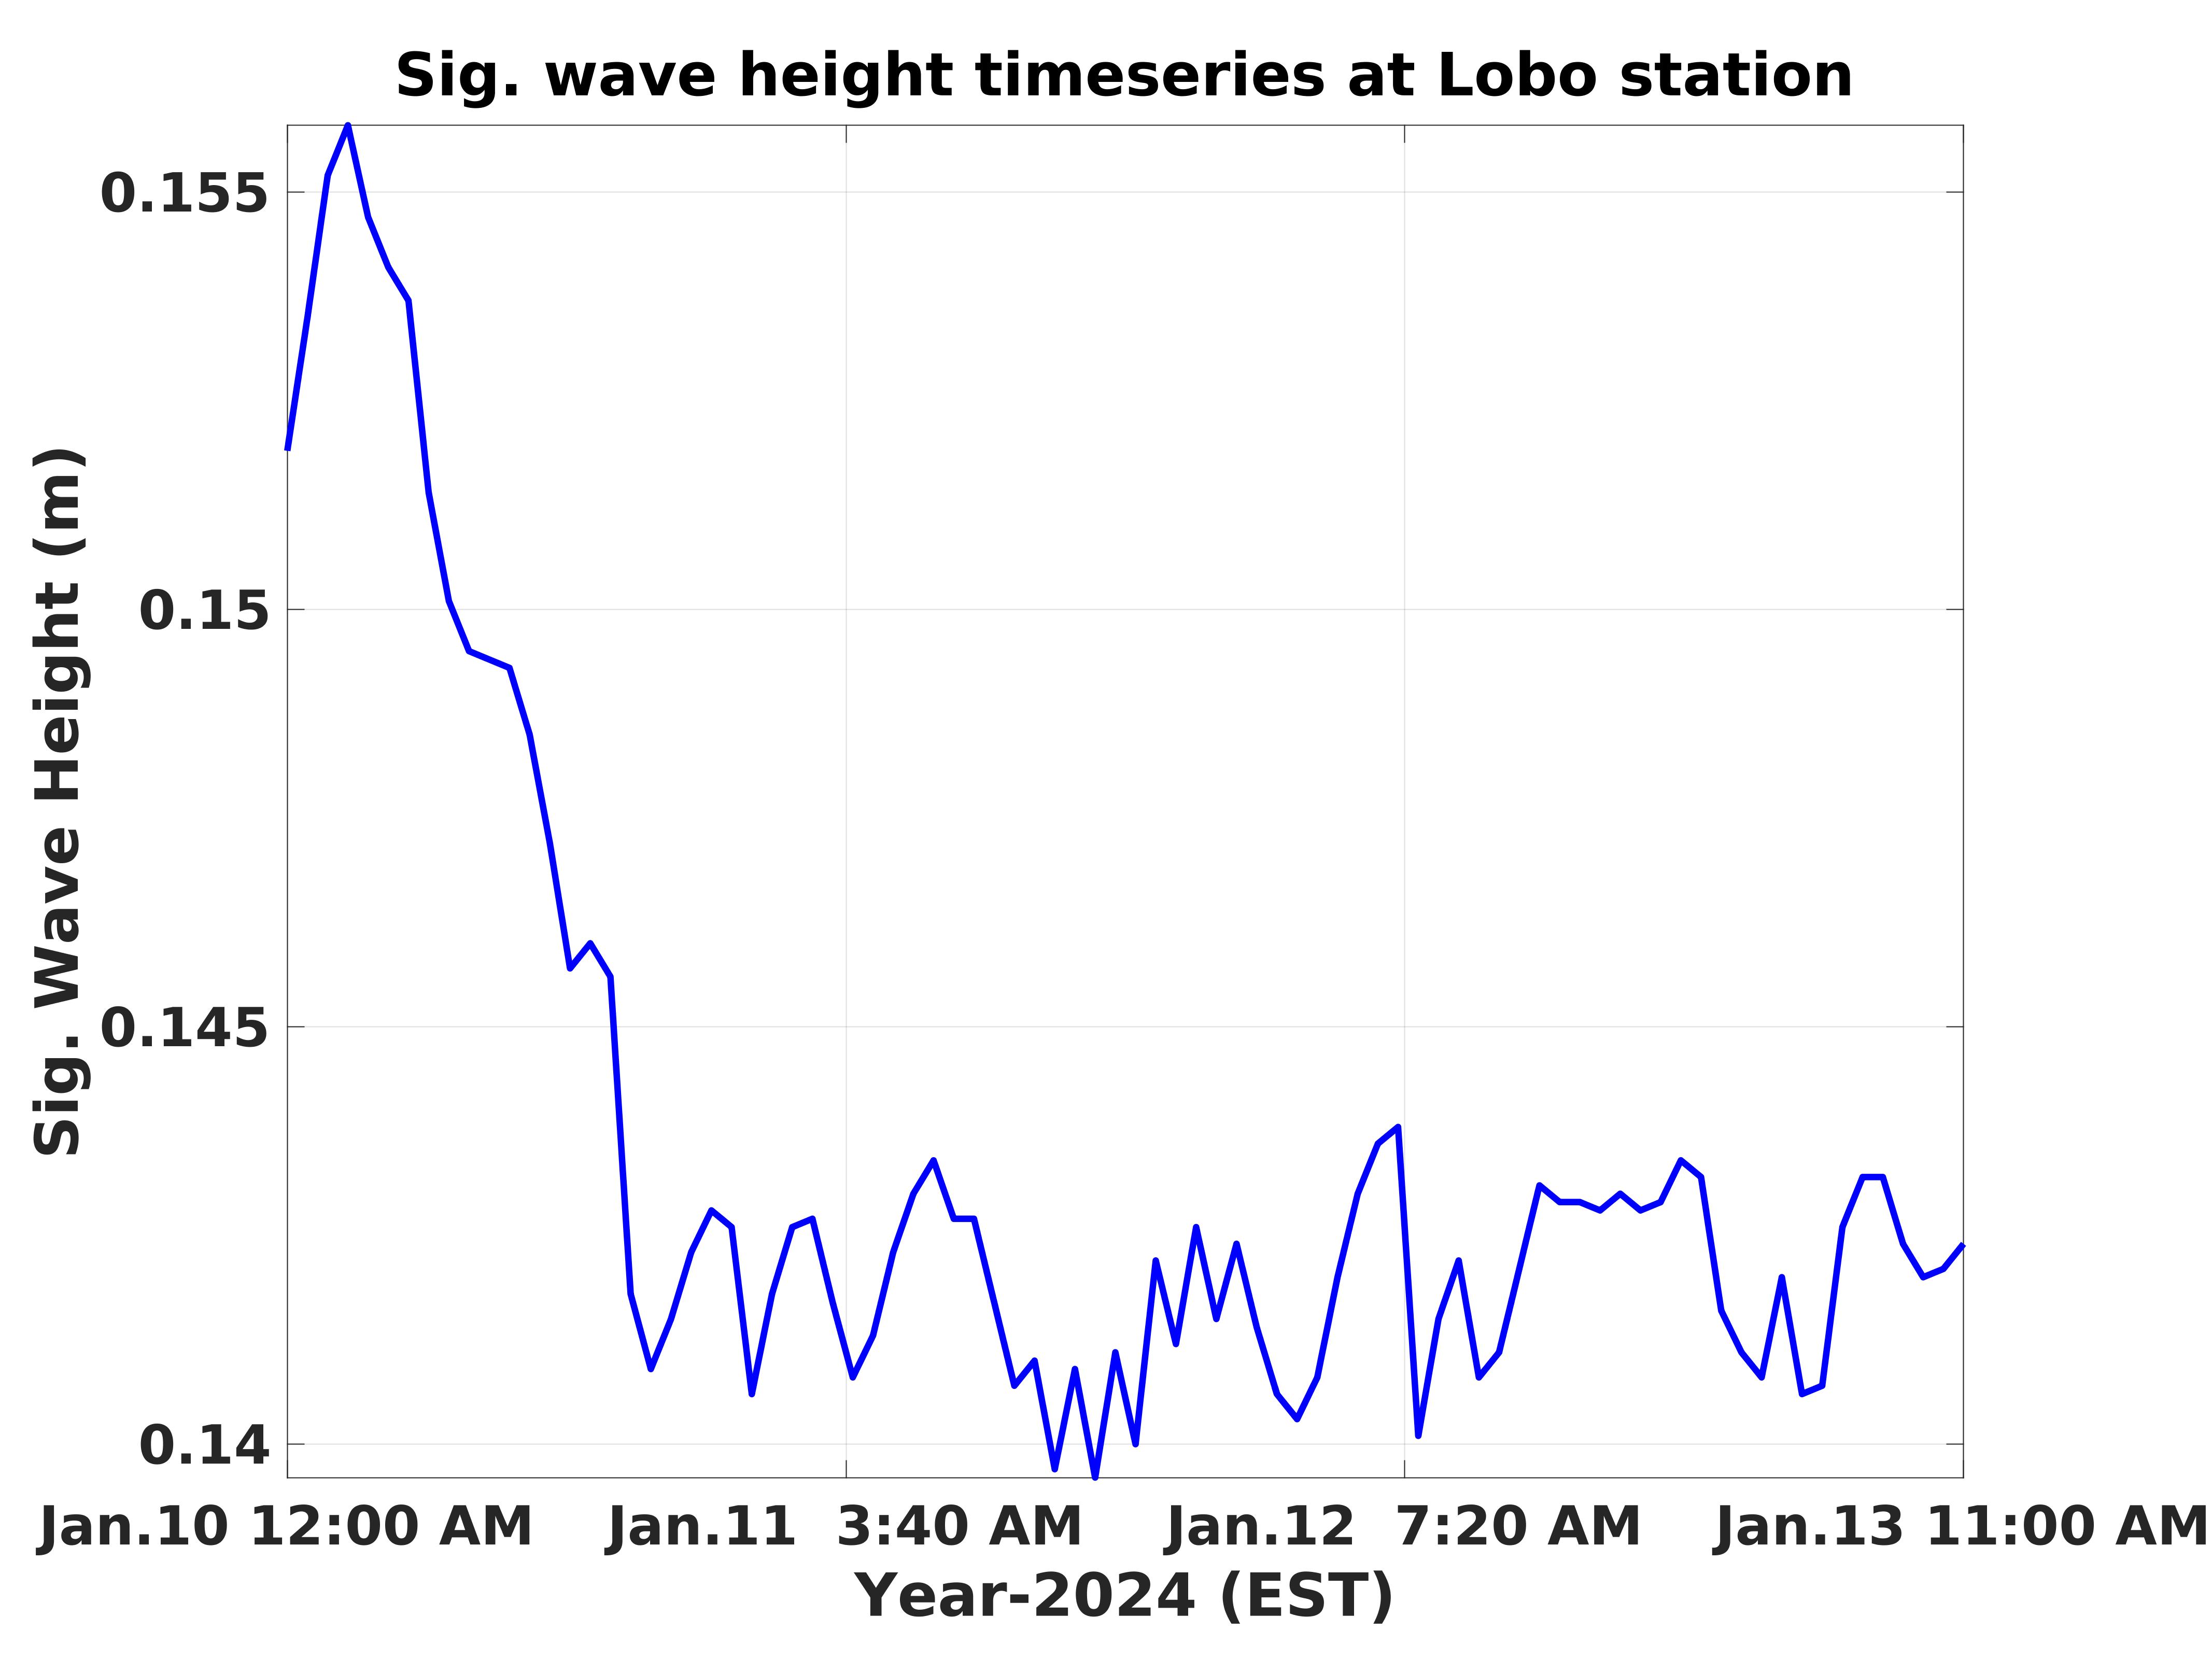 Sig. wave height timeseries at Lobo station
Sig. Wave Height (m)
0.155
0.15
0.145
0.14
Jan.10 12:00 AM
Jan.11 3:40 AM
Jan.12 7:20 AM
Jan.13 11:00 AM
Year-2024 (EST)